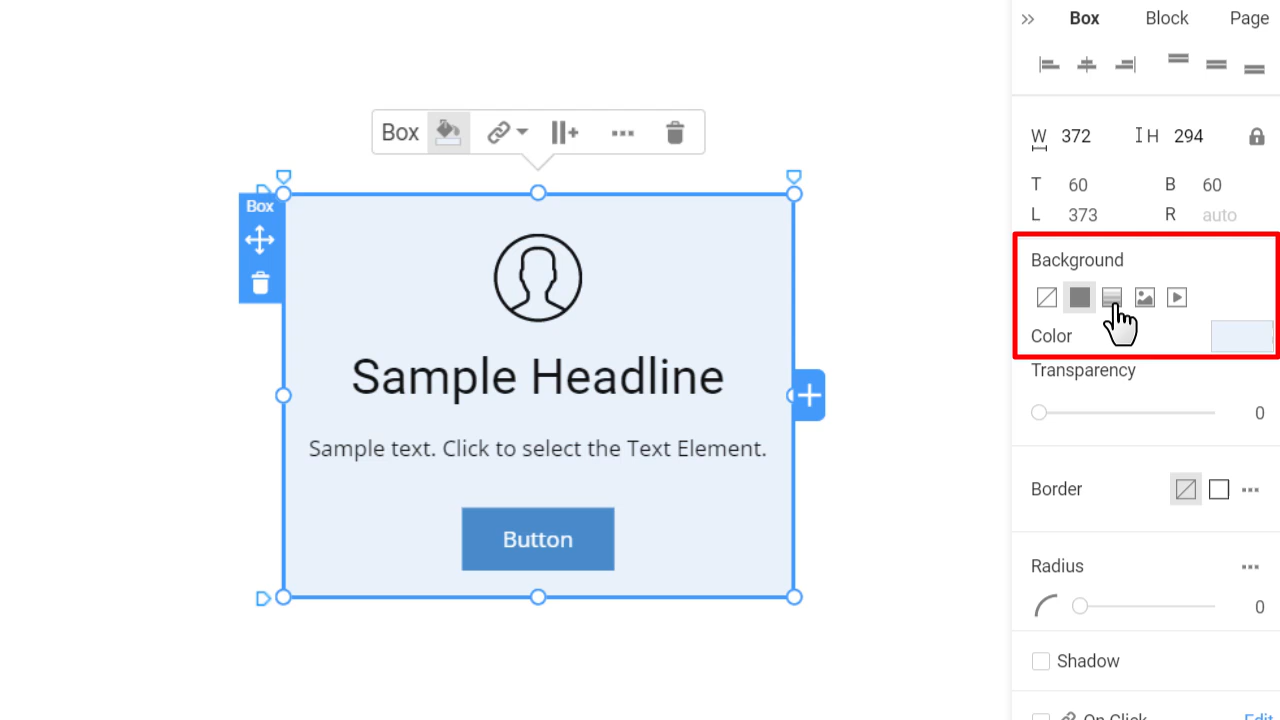 Box Block Page
Box
W 372 H 294
T 60 B 60
L 373 R auto
Box
Background
Color
Transparency
0
Sample Headline
Sample text. Click to select the Text Element.
Button
Border
Radius
0
Shadow
On Click Edit